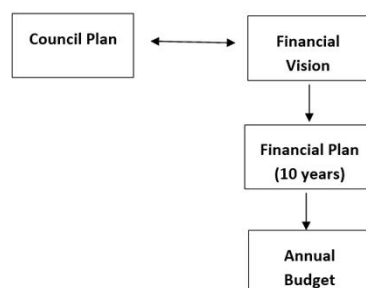 Council Plan
Financial
Vision
Financial Plan
(10 years)
Annual
Budget